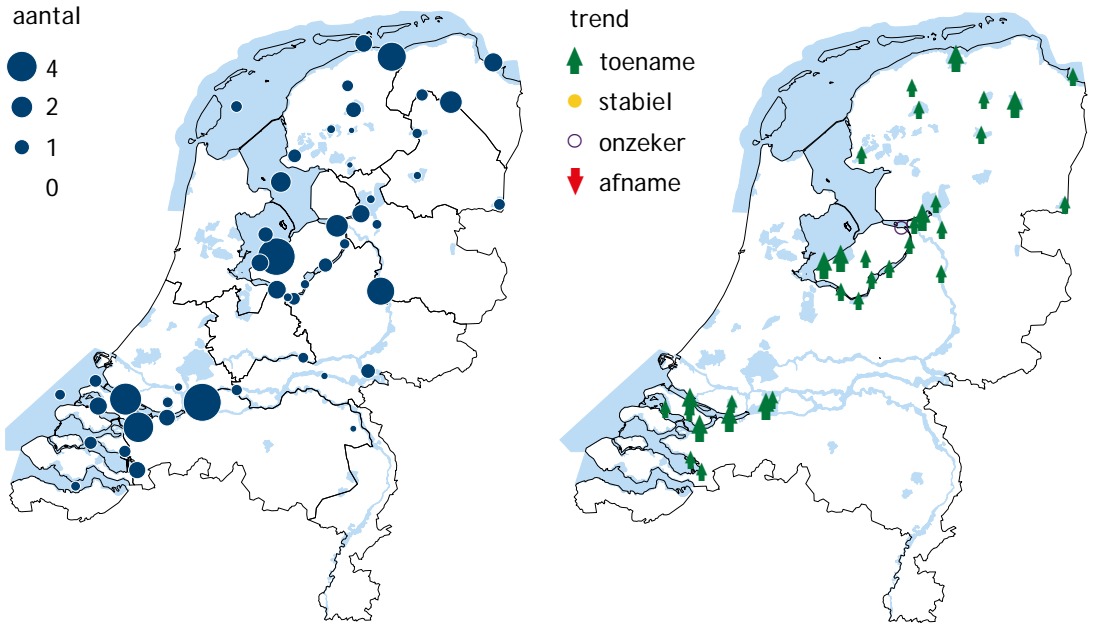 aantal
4
2
1
0
trend
toename
stabiel
onzeker
afname